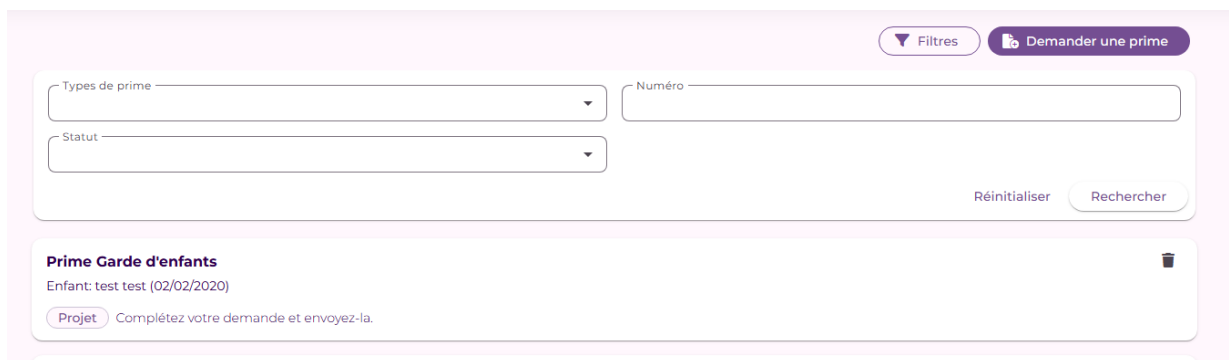 Filtres
Demander une prime
Types de prime
Numéro
Statut
Réinitialiser
Rechercher
Prime Garde d'enfants
Enfant: test test (02/02/2020)
Projet
Complétez votre demande et envoyez-la.